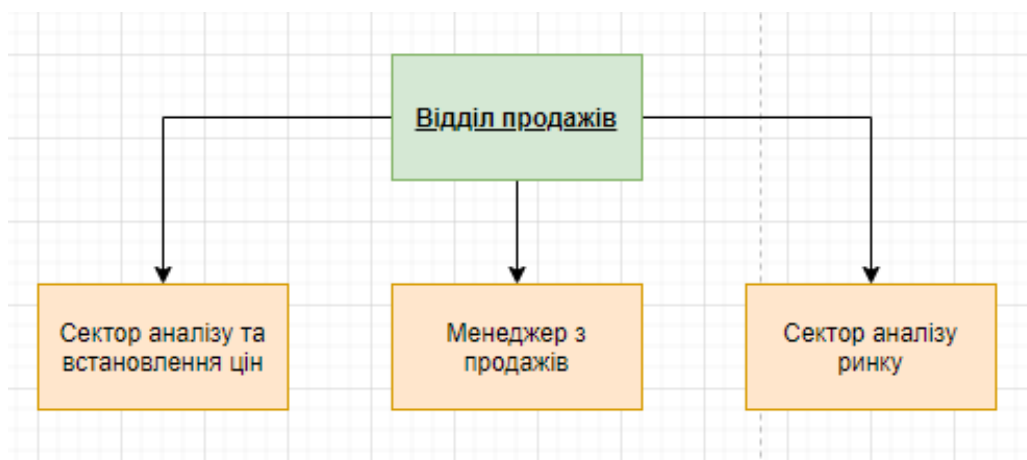 Відділ продажів
Сектор аналізу та
встановлення цін
Менеджер з
продажів
Сектор аналізу
ринку